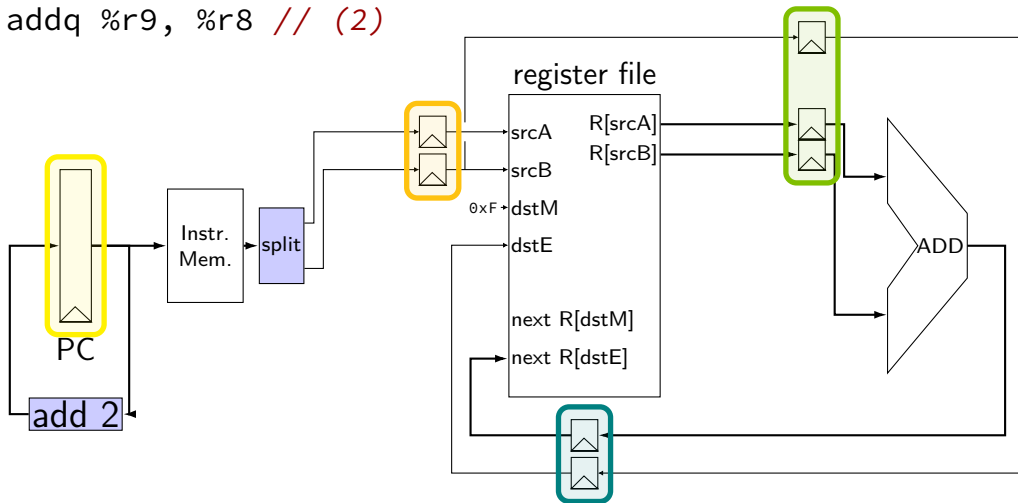 addq %r9, %r8 // (2)
register file
srcA
R[srcA]
srcB
R[srcB]
0xF
dstM
dstE
Instr.
Mem.
split
ADD
next R[dstM]
PC
next R[dstE]
add 2